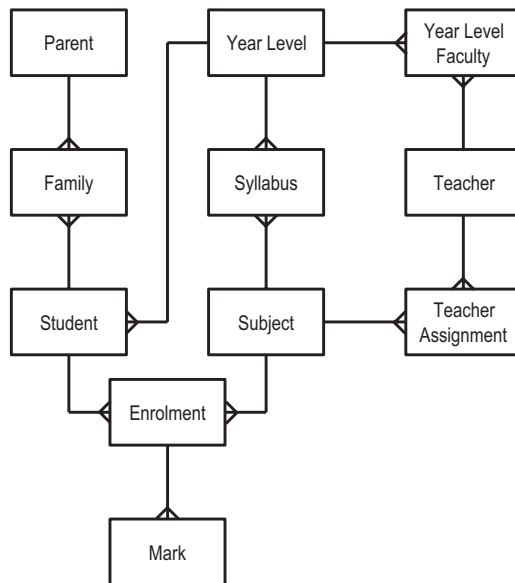 Parent
Year Level
Year Level
Faculty
Family
Syllabus
Teacher
Student
Subject
Teacher
Assignment
Enrolment
Mark